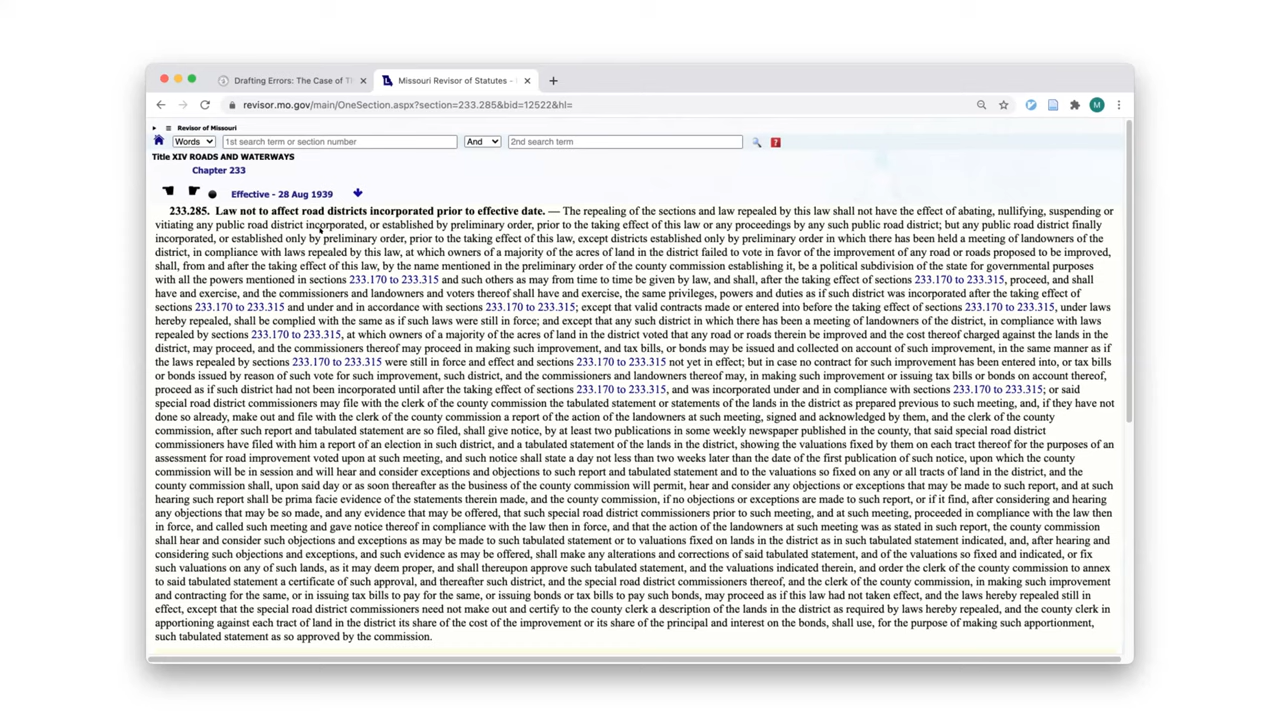 Drafting Errors: The Case of T
Missouri Revisor of Statutes -
revisor.mo.gov/main/OneSection.aspx?section=233.285&bid=12522&hl=
M
Revisor of Missouri
Words
1st search term or section number
And
2nd search term
?
Title XIV ROADS AND WATERWAYS
Chapter 233
Effective - 28 Aug 1939
233.285. Law not to affect road districts incorporated prior to effective date. — The repealing of the sections and law repealed by this law shall not have the effect of abating, nullifying, suspending or
vitiating any public road district incorporated, or established by preliminary order, prior to the taking effect of this law or any proceedings by any such public road district; but any public road district finally
incorporated, or established only by preliminary order, prior to the taking effect of this law, except districts established only by preliminary order in which there has been held a meeting of landowners of the
district, in compliance with laws repealed by this law, at which owners of a majority of the acres of land in the district failed to vote in favor of the improvement of any road or roads proposed to be improved,
shall, from and after the taking effect of this law, by the name mentioned in the preliminary order of the county commission establishing it, be a political subdivision of the state for governmental purposes
with all the powers mentioned in sections 233.170 to 233.315 and such others as may from time to time be given by law, and shall, after the taking effect of sections 233.170 to 233.315, proceed, and shall
have and exercise, and the commissioners and landowners and voters thereof shall have and exercise, the same privileges, powers and duties as if such district was incorporated after the taking effect of
sections 233.170 to 233.315 and under and in accordance with sections 233.170 to 233.315; except that valid contracts made or entered into before the taking effect of sections 233.170 to 233.315, under laws
hereby repealed, shall be complied with the same as if such laws were still in force; and except that any such district in which there has been a meeting of landowners of the district, in compliance with laws
repealed by sections 233.170 to 233.315, at which owners of a majority of the acres of land in the district voted that any road or roads therein be improved and the cost thereof charged against the lands in the
district, may proceed, and the commissioners thereof may proceed in making such improvement, and tax bills, or bonds may be issued and collected on account of such improvement, in the same manner as if
the laws repealed by sections 233.170 to 233.315 were still in force and effect and sections 233.170 to 233.315 not yet in effect; but in case no contract for such improvement has been entered into, or tax bills
or bonds issued by reason of such vote for such improvement, such district, and the commissioners and landowners thereof may, in making such improvement or issuing tax bills or bonds on account thereof,
proceed as if such district had not been incorporated until after the taking effect of sections 233.170 to 233.315, and was incorporated under and in compliance with sections 233.170 to 233.315; or said
special road district commissioners may file with the clerk of the county commission the tabulated statement or statements of the lands in the district as prepared previous to such meeting, and, if they have not
done so already, make out and file with the clerk of the county commission a report of the action of the landowners at such meeting, signed and acknowledged by them, and the clerk of the county
commission, after such report and tabulated statement are so filed, shall give notice, by at least two publications in some weekly newspaper published in the county, that said special road district
commissioners have filed with him a report of an election in such district, and a tabulated statement of the lands in the district, showing the valuations fixed by them on each tract thereof for the purposes of an
assessment for road improvement voted upon at such meeting, and such notice shall state a day not less than two weeks later than the date of the first publication of such notice, upon which the county
commission will be in session and will hear and consider exceptions and objections to such report and tabulated statement and to the valuations so fixed on any or all tracts of land in the district, and the
county commission shall, upon said day or as soon thereafter as the business of the county commission will permit, hear and consider any objections or exceptions that may be made to such report, and at such
hearing such report shall be prima facie evidence of the statements therein made, and the county commission, if no objections or exceptions are made to such report, or if it find, after considering and hearing
any objections that may be so made, and any evidence that may be offered, that such special road district commissioners prior to such meeting, and at such meeting, proceeded in compliance with the law then
in force, and called such meeting and gave notice thereof in compliance with the law then in force, and that the action of the landowners at such meeting was as stated in such report, the county commission
shall hear and consider such objections and exceptions as may be made to such tabulated statement or to valuations fixed on lands in the district as in such tabulated statement indicated, and, after hearing and
considering such objections and exceptions, and such evidence as may be offered, shall make any alterations and corrections of said tabulated statement, and of the valuations so fixed and indicated, or fix
such valuations on any of such lands, as it may deem proper, and shall thereupon approve such tabulated statement, and the valuations indicated therein, and order the clerk of the county commission to annex
to said tabulated statement a certificate of such approval, and thereafter such district, and the special road district commissioners thereof, and the clerk of the county commission, in making such improvement
and contracting for the same, or in issuing tax bills to pay for the same, or issuing bonds or tax bills to pay such bonds, may proceed as if this law had not taken effect, and the laws hereby repealed still in
effect, except that the special road district commissioners need not make out and certify to the county clerk a description of the lands in the district as required by laws hereby repealed, and the county clerk in
apportioning against each tract of land in the district its share of the cost of the improvement or its share of the principal and interest on the bonds, shall use, for the purpose of making such apportionment,
such tabulated statement as so approved by the commission.